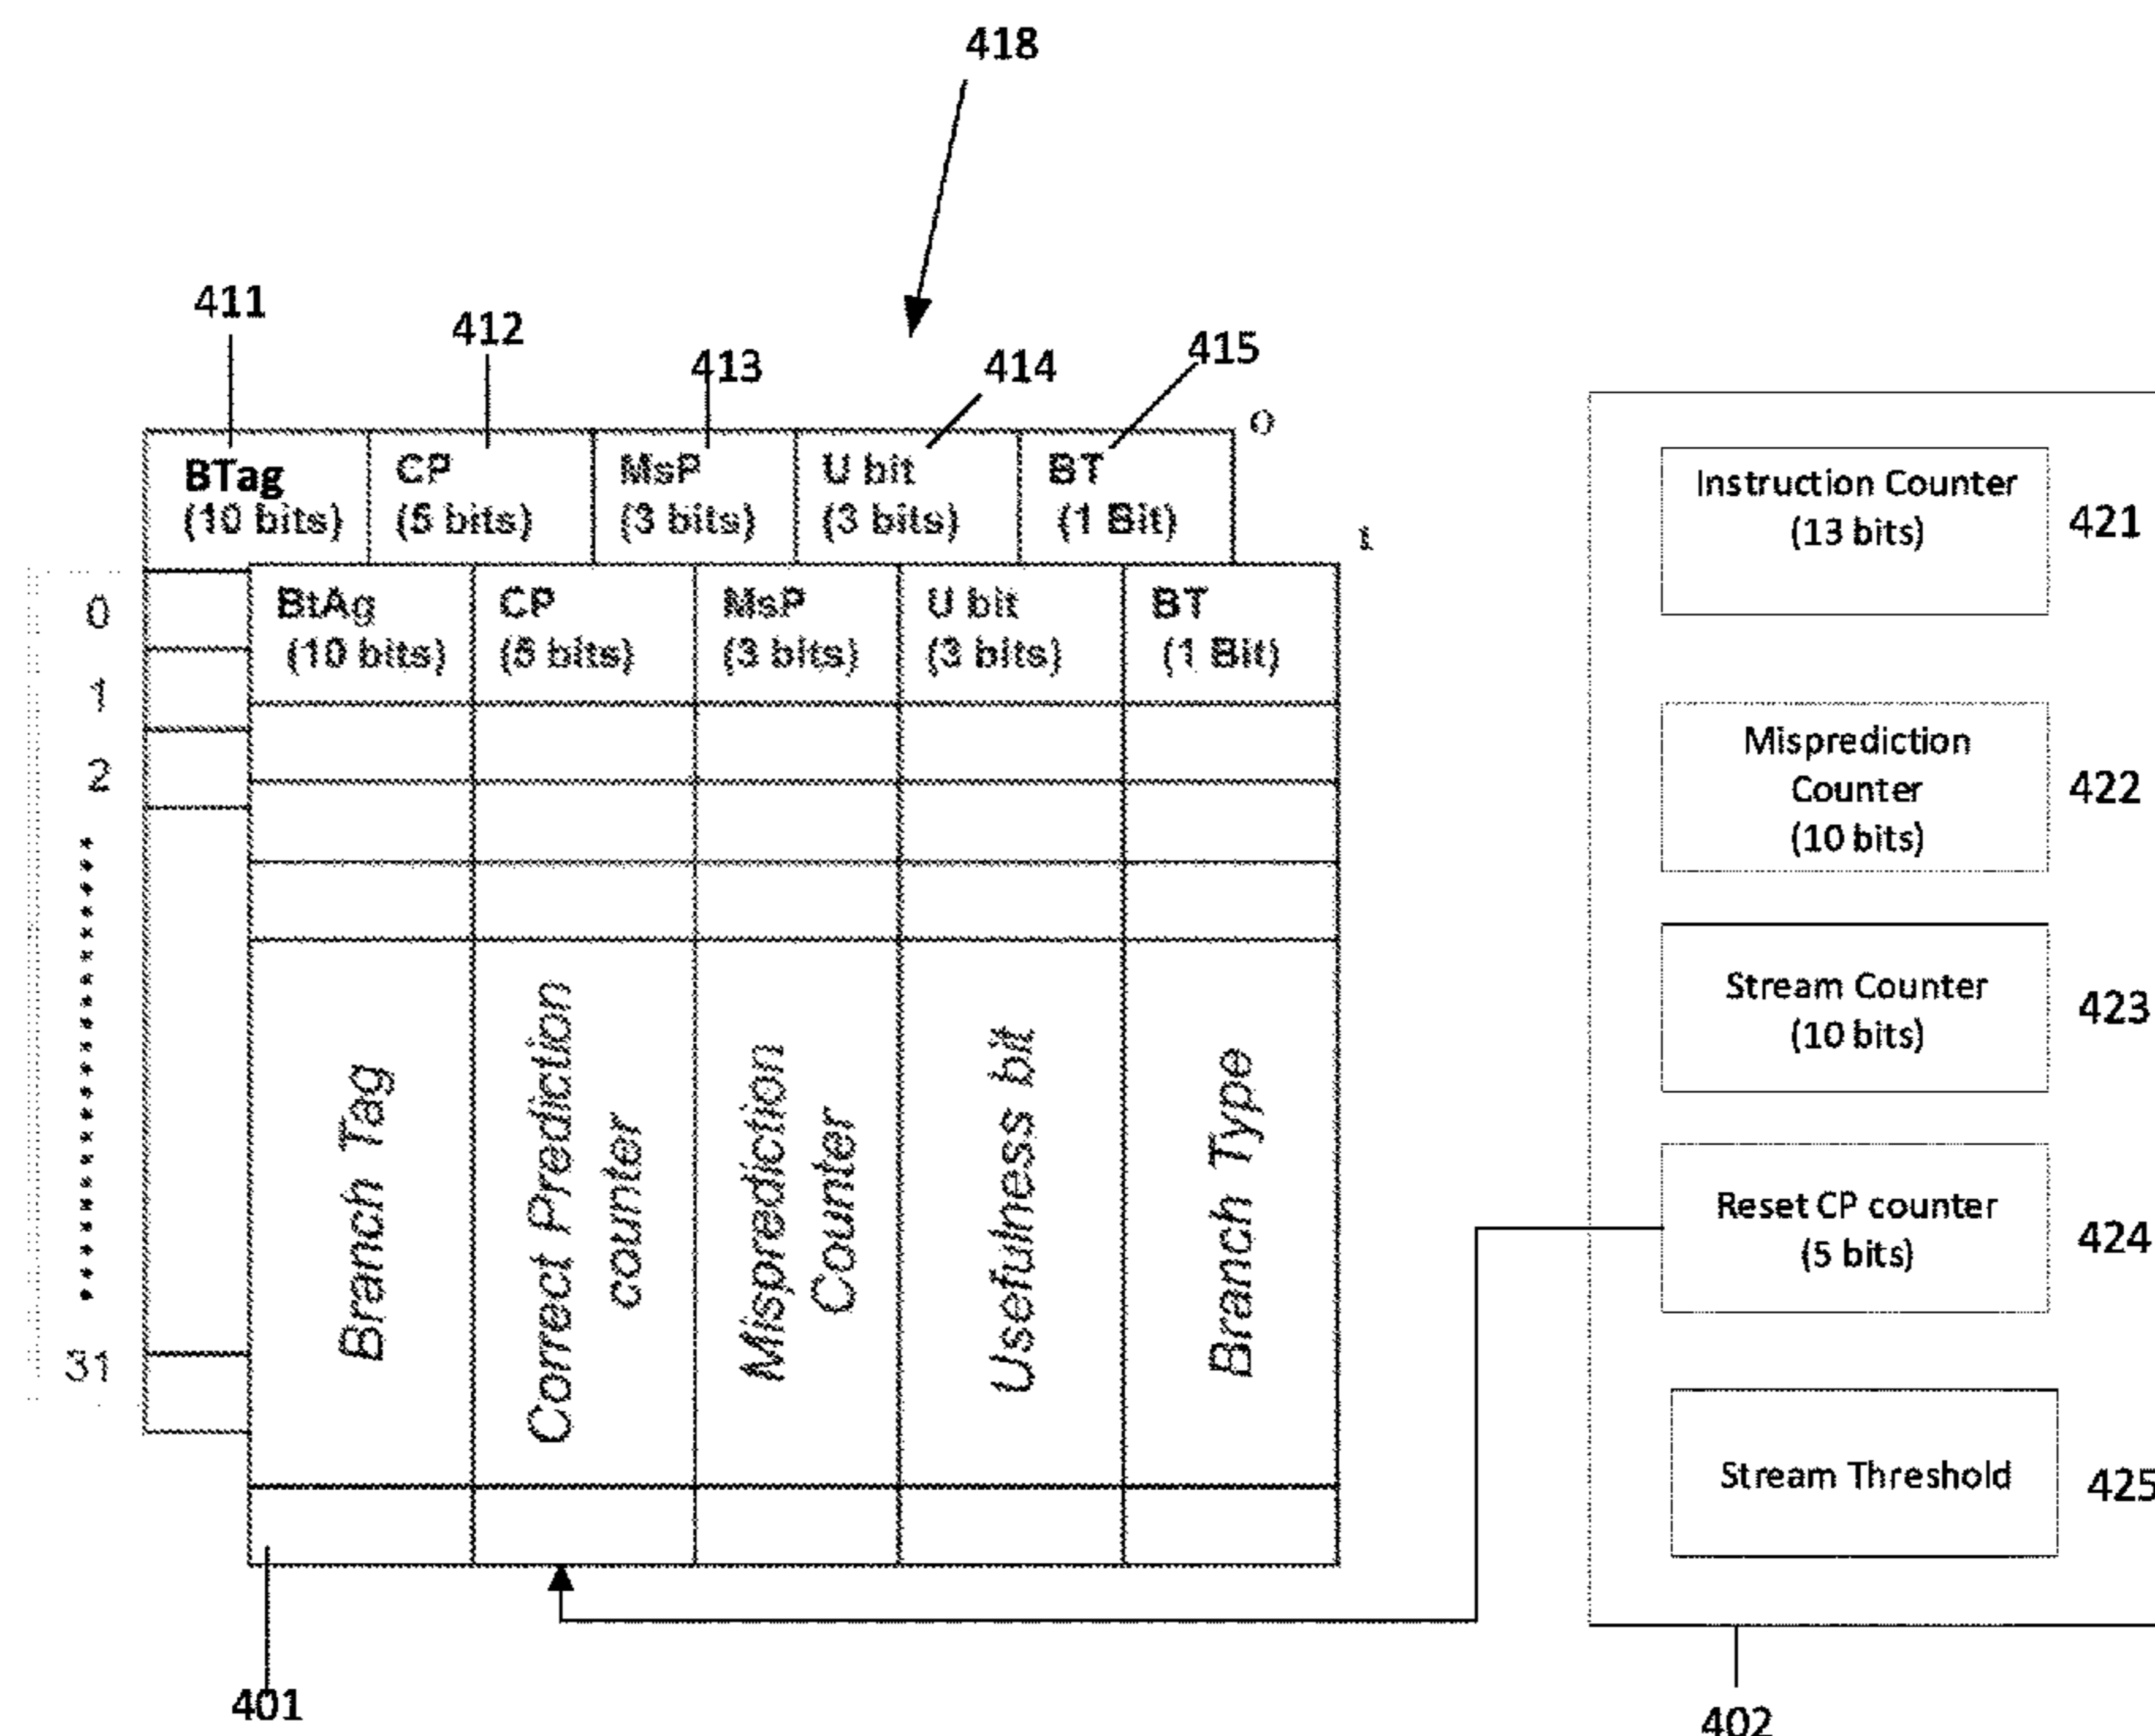 418
411
412
413
414
415
0
BTag
(10 bits)
CP
(5 bits)
MsP
(3 bits)
U bit
(3 bits)
BT
(1 Bit)
1
BtAg
(10 bits)
CP
(5 bits)
MsP
(3 bits)
U bit
(3 bits)
BT
(1 Bit)
0
1
2
31
Branch Tag
Correct Prediction
counter
Misprediction
Counter
Usefulness bit
Branch Type
401
Instruction Counter
(13 bits)
421
Misprediction
Counter
(10 bits)
422
Stream Counter
(10 bits)
423
Reset CP counter
(5 bits)
424
Stream Threshold
425
402